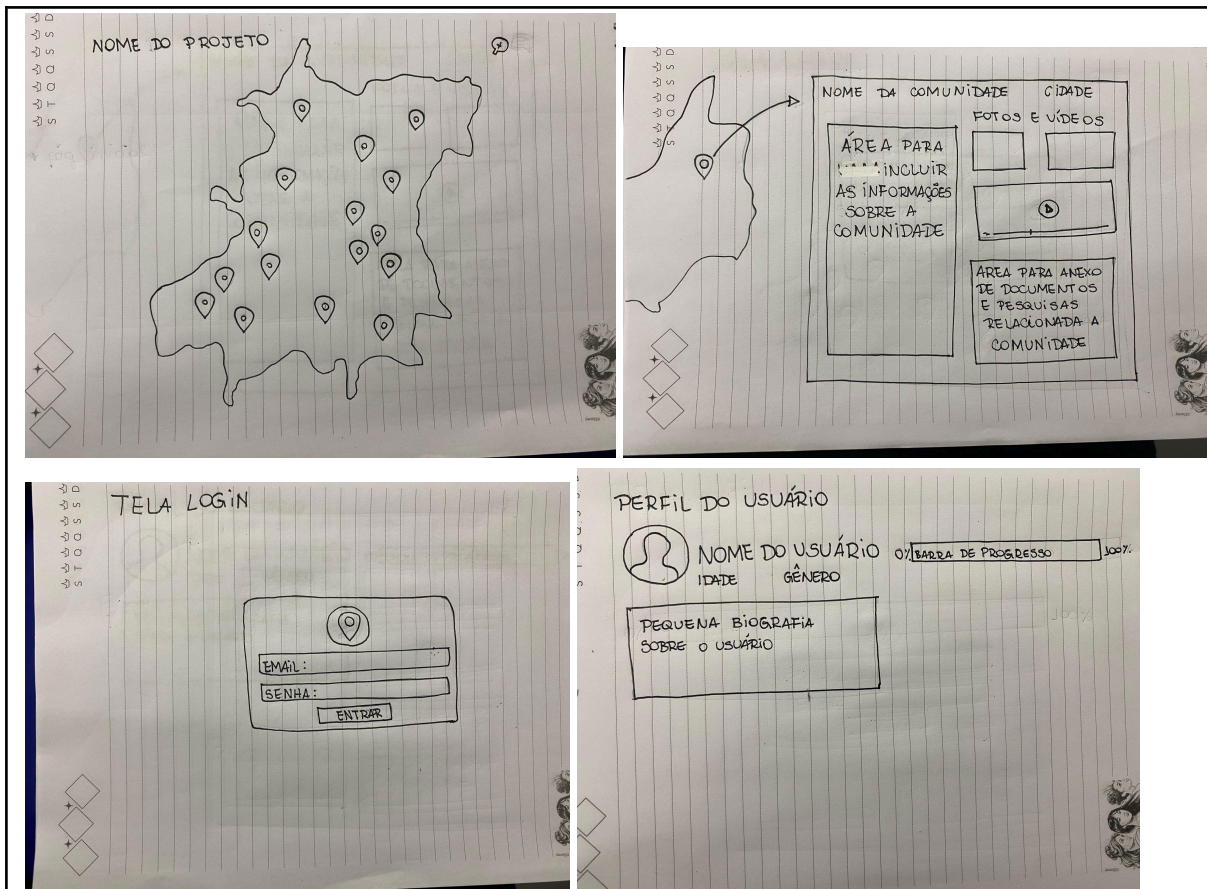 D
S
S
Q
Q
T
S
NOME DO PROJETO
D
S
S
Q
Q
T
S
NOME DA COMUNIDADE CIDADE
FOTOS E VÍDEOS
ÁREA PARA
INCLUIR
AS INFORMAÇÕES
SOBRE A
COMUNIDADE
AREA PARA ANEXO
DE DOCUMENTOS
E PESQUISAS
RELACIONADA A
COMUNIDADE
D
S
S
Q
Q
T
S
TELA LOGIN
EMAIL:
SENHA:
ENTRAR
PERFIL DO USUÁRIO
NOME DO USUÁRIO 0% BARRA DE PROGRESSO 100%
IDADE GÊNERO
PEQUENA BIOGRAFIA
SOBRE O USUÁRIO